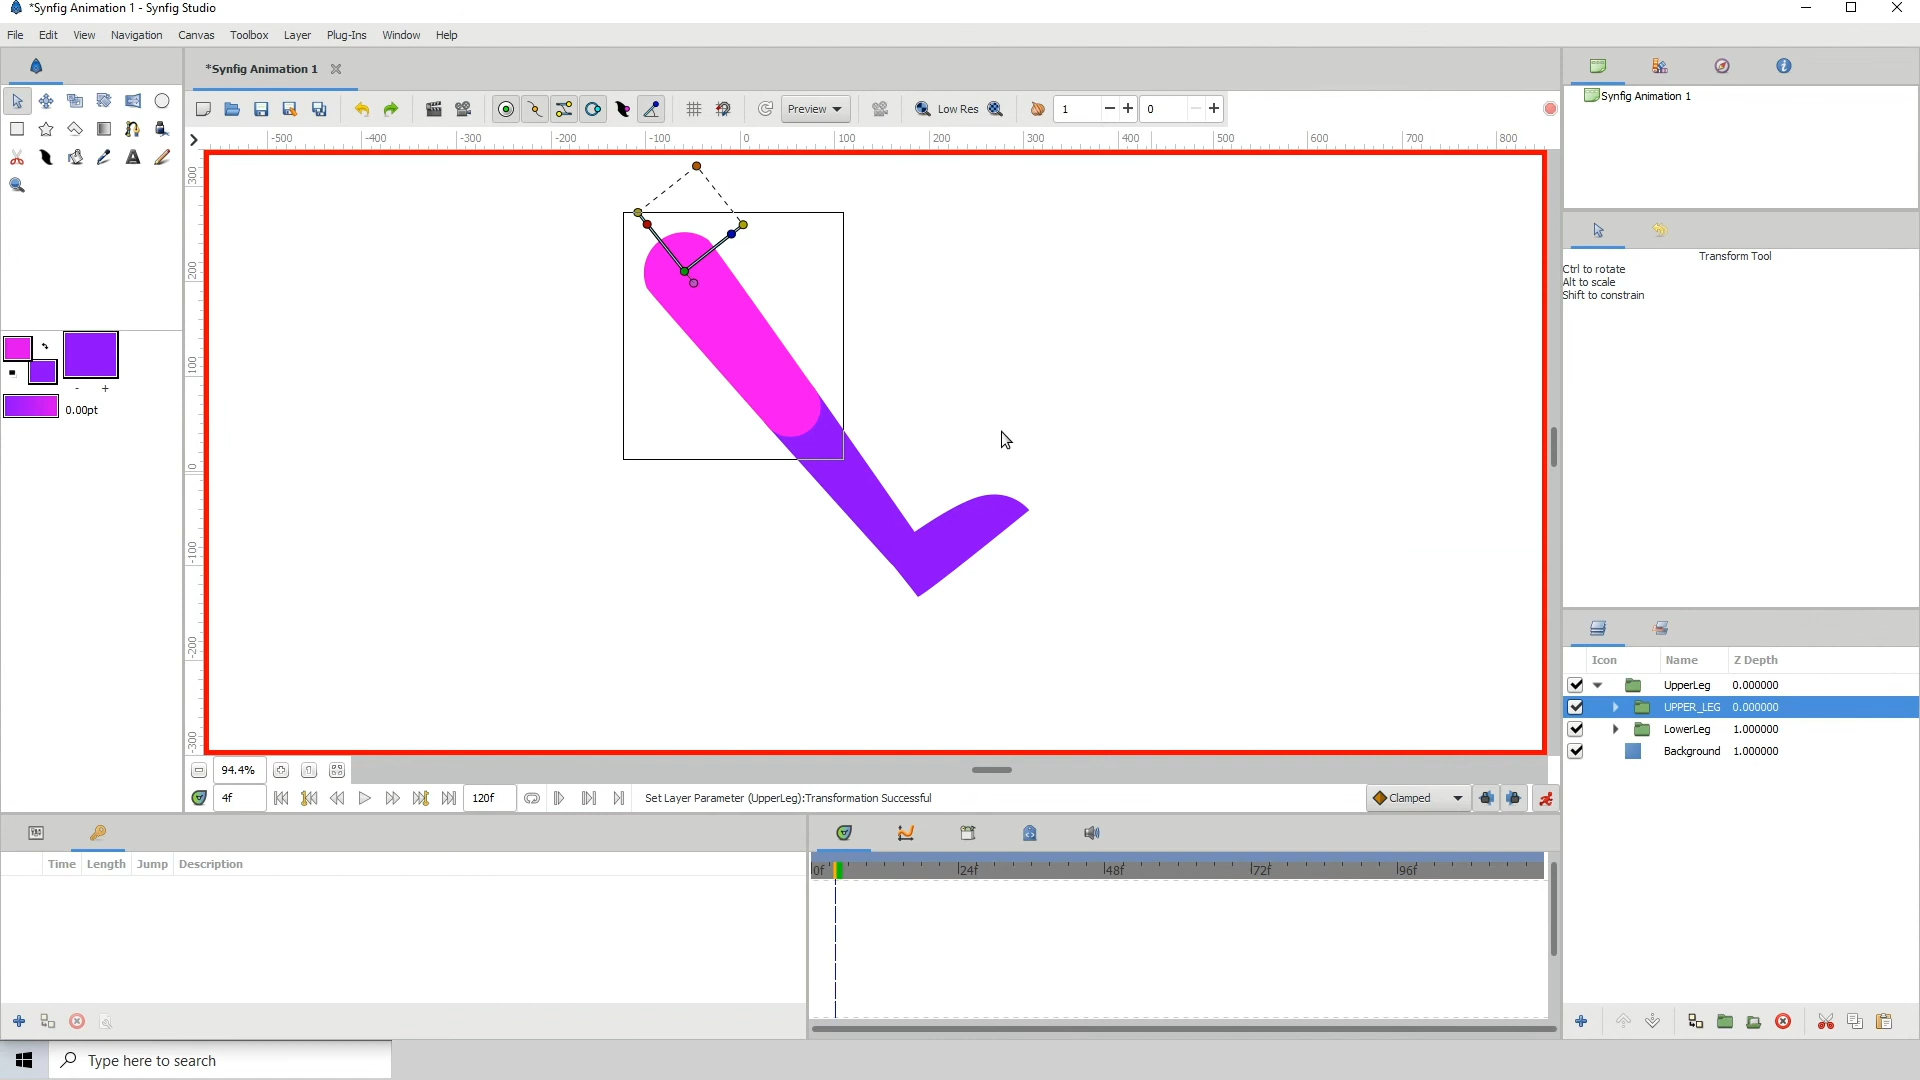 *Synfig Animation 1 - Synfig Studio
File Edit View Navigation Canvas Toolbox Layer Plug-Ins Window Help
*Synfig Animation 1
Preview Low Res 1 0
-500 -400 -300 -200 -100 0 100 200 300 400 500 600 700 800
300
200
100
0
-100
-200
-300
0.00pt
- +
Synfig Animation 1
Transform Tool
Ctrl to rotate
Alt to scale
Shift to constrain
Icon Name Z Depth
UpperLeg 0.000000
UPPER_LEG 0.000000
LowerLeg 1.000000
Background 1.000000
94.4%
4f 120f Set Layer Parameter (UpperLeg):Transformation Successful Clamped
Time Length Jump Description
0f 24f 48f 72f 96f
Type here to search